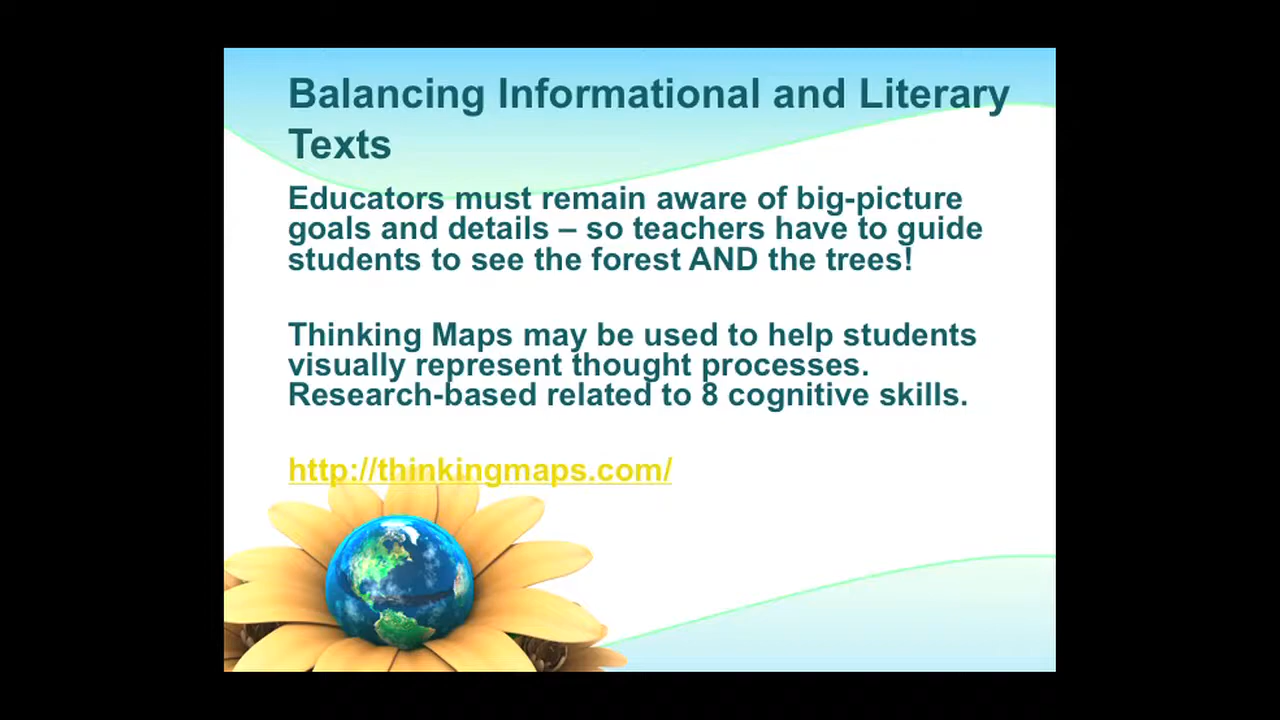 Balancing Informational and Literary
Texts
Educators must remain aware of big-picture
goals and details – so teachers have to guide
students to see the forest AND the trees!
Thinking Maps may be used to help students
visually represent thought processes.
Research-based related to 8 cognitive skills.
http://thinkingmaps.com/